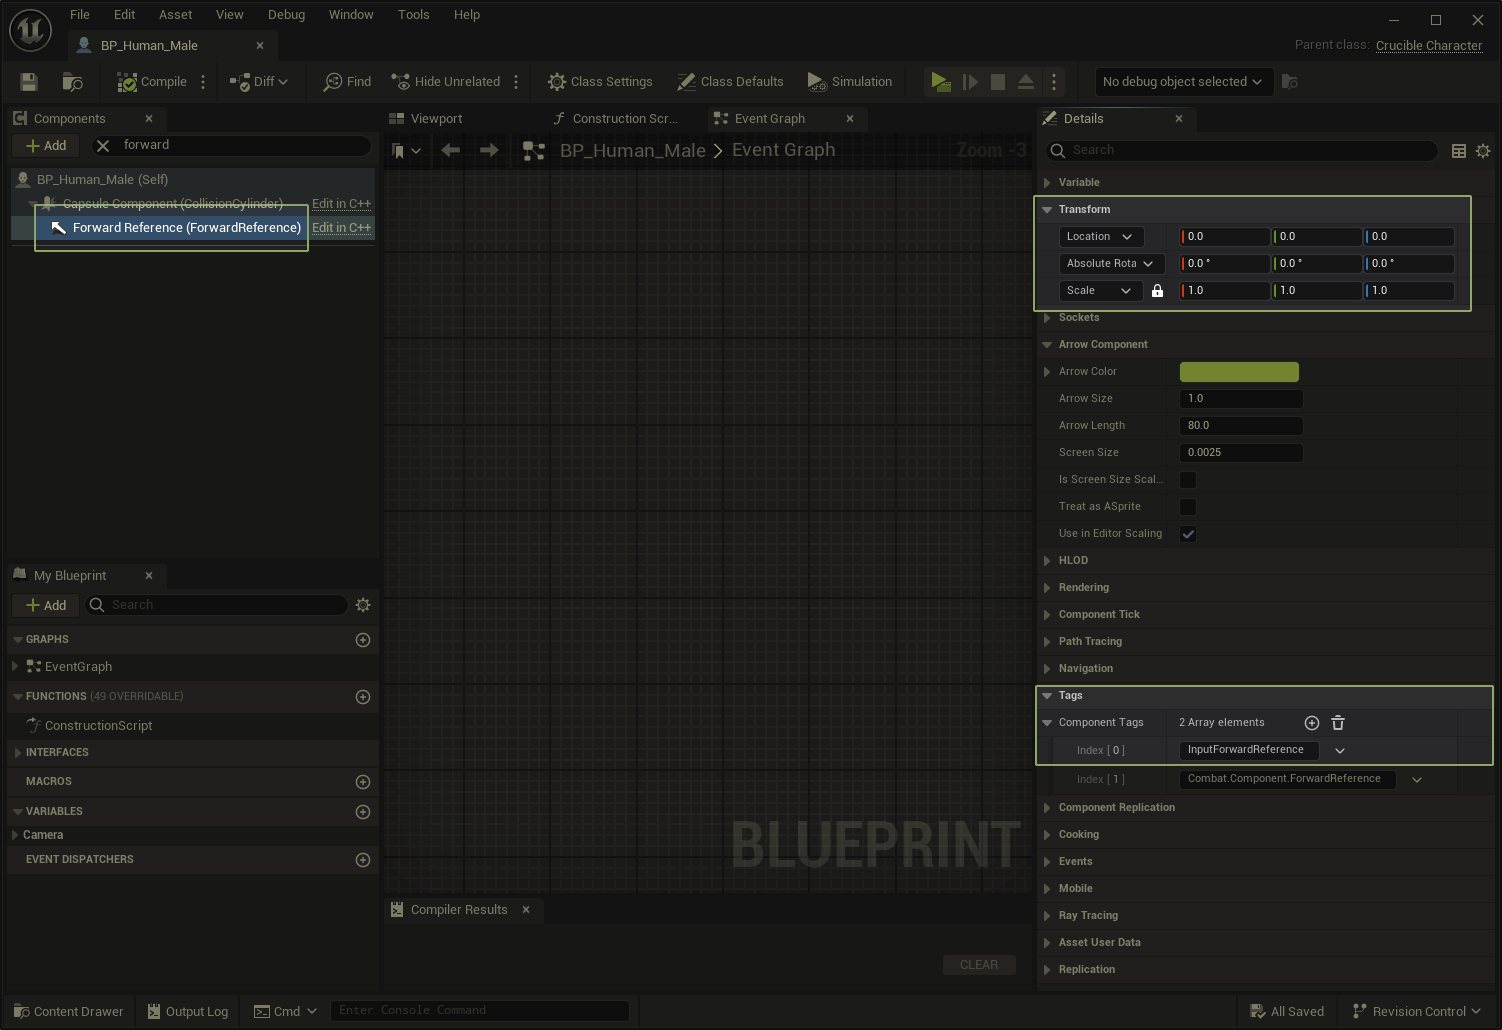 File Edit Asset View Debug Window Tools Help
BP_Human_Male
Parent class: Crucible Character
Compile Diff Find Hide Unrelated Class Settings Class Defaults Simulation No debug object selected
Components
Add forward
BP_Human_Male (Self)
Capsule Component (CollisionCylinder) Edit in C++
Forward Reference (ForwardReference) Edit in C++
My Blueprint
Add Search
GRAPHS
EventGraph
FUNCTIONS (49 OVERRIDABLE)
ConstructionScript
INTERFACES
MACROS
VARIABLES
Camera
EVENT DISPATCHERS
Viewport Construction Scr... Event Graph
BP_Human_Male > Event Graph Zoom -3
BLUEPRINT
Compiler Results
CLEAR
Details
Search
Variable
Transform
Location 0.0 0.0 0.0
Absolute Rota 0.0 ° 0.0 ° 0.0 °
Scale 1.0 1.0 1.0
Sockets
Arrow Component
Arrow Color
Arrow Size 1.0
Arrow Length 80.0
Screen Size 0.0025
Is Screen Size Scal...
Treat as ASprite
Use in Editor Scaling
HLOD
Rendering
Component Tick
Path Tracing
Navigation
Tags
Component Tags 2 Array elements
Index [ 0 ] InputForwardReference
Index [ 1 ] Combat.Component.ForwardReference
Component Replication
Cooking
Events
Mobile
Ray Tracing
Asset User Data
Replication
Content Drawer Output Log Cmd Enter Console Command All Saved Revision Control